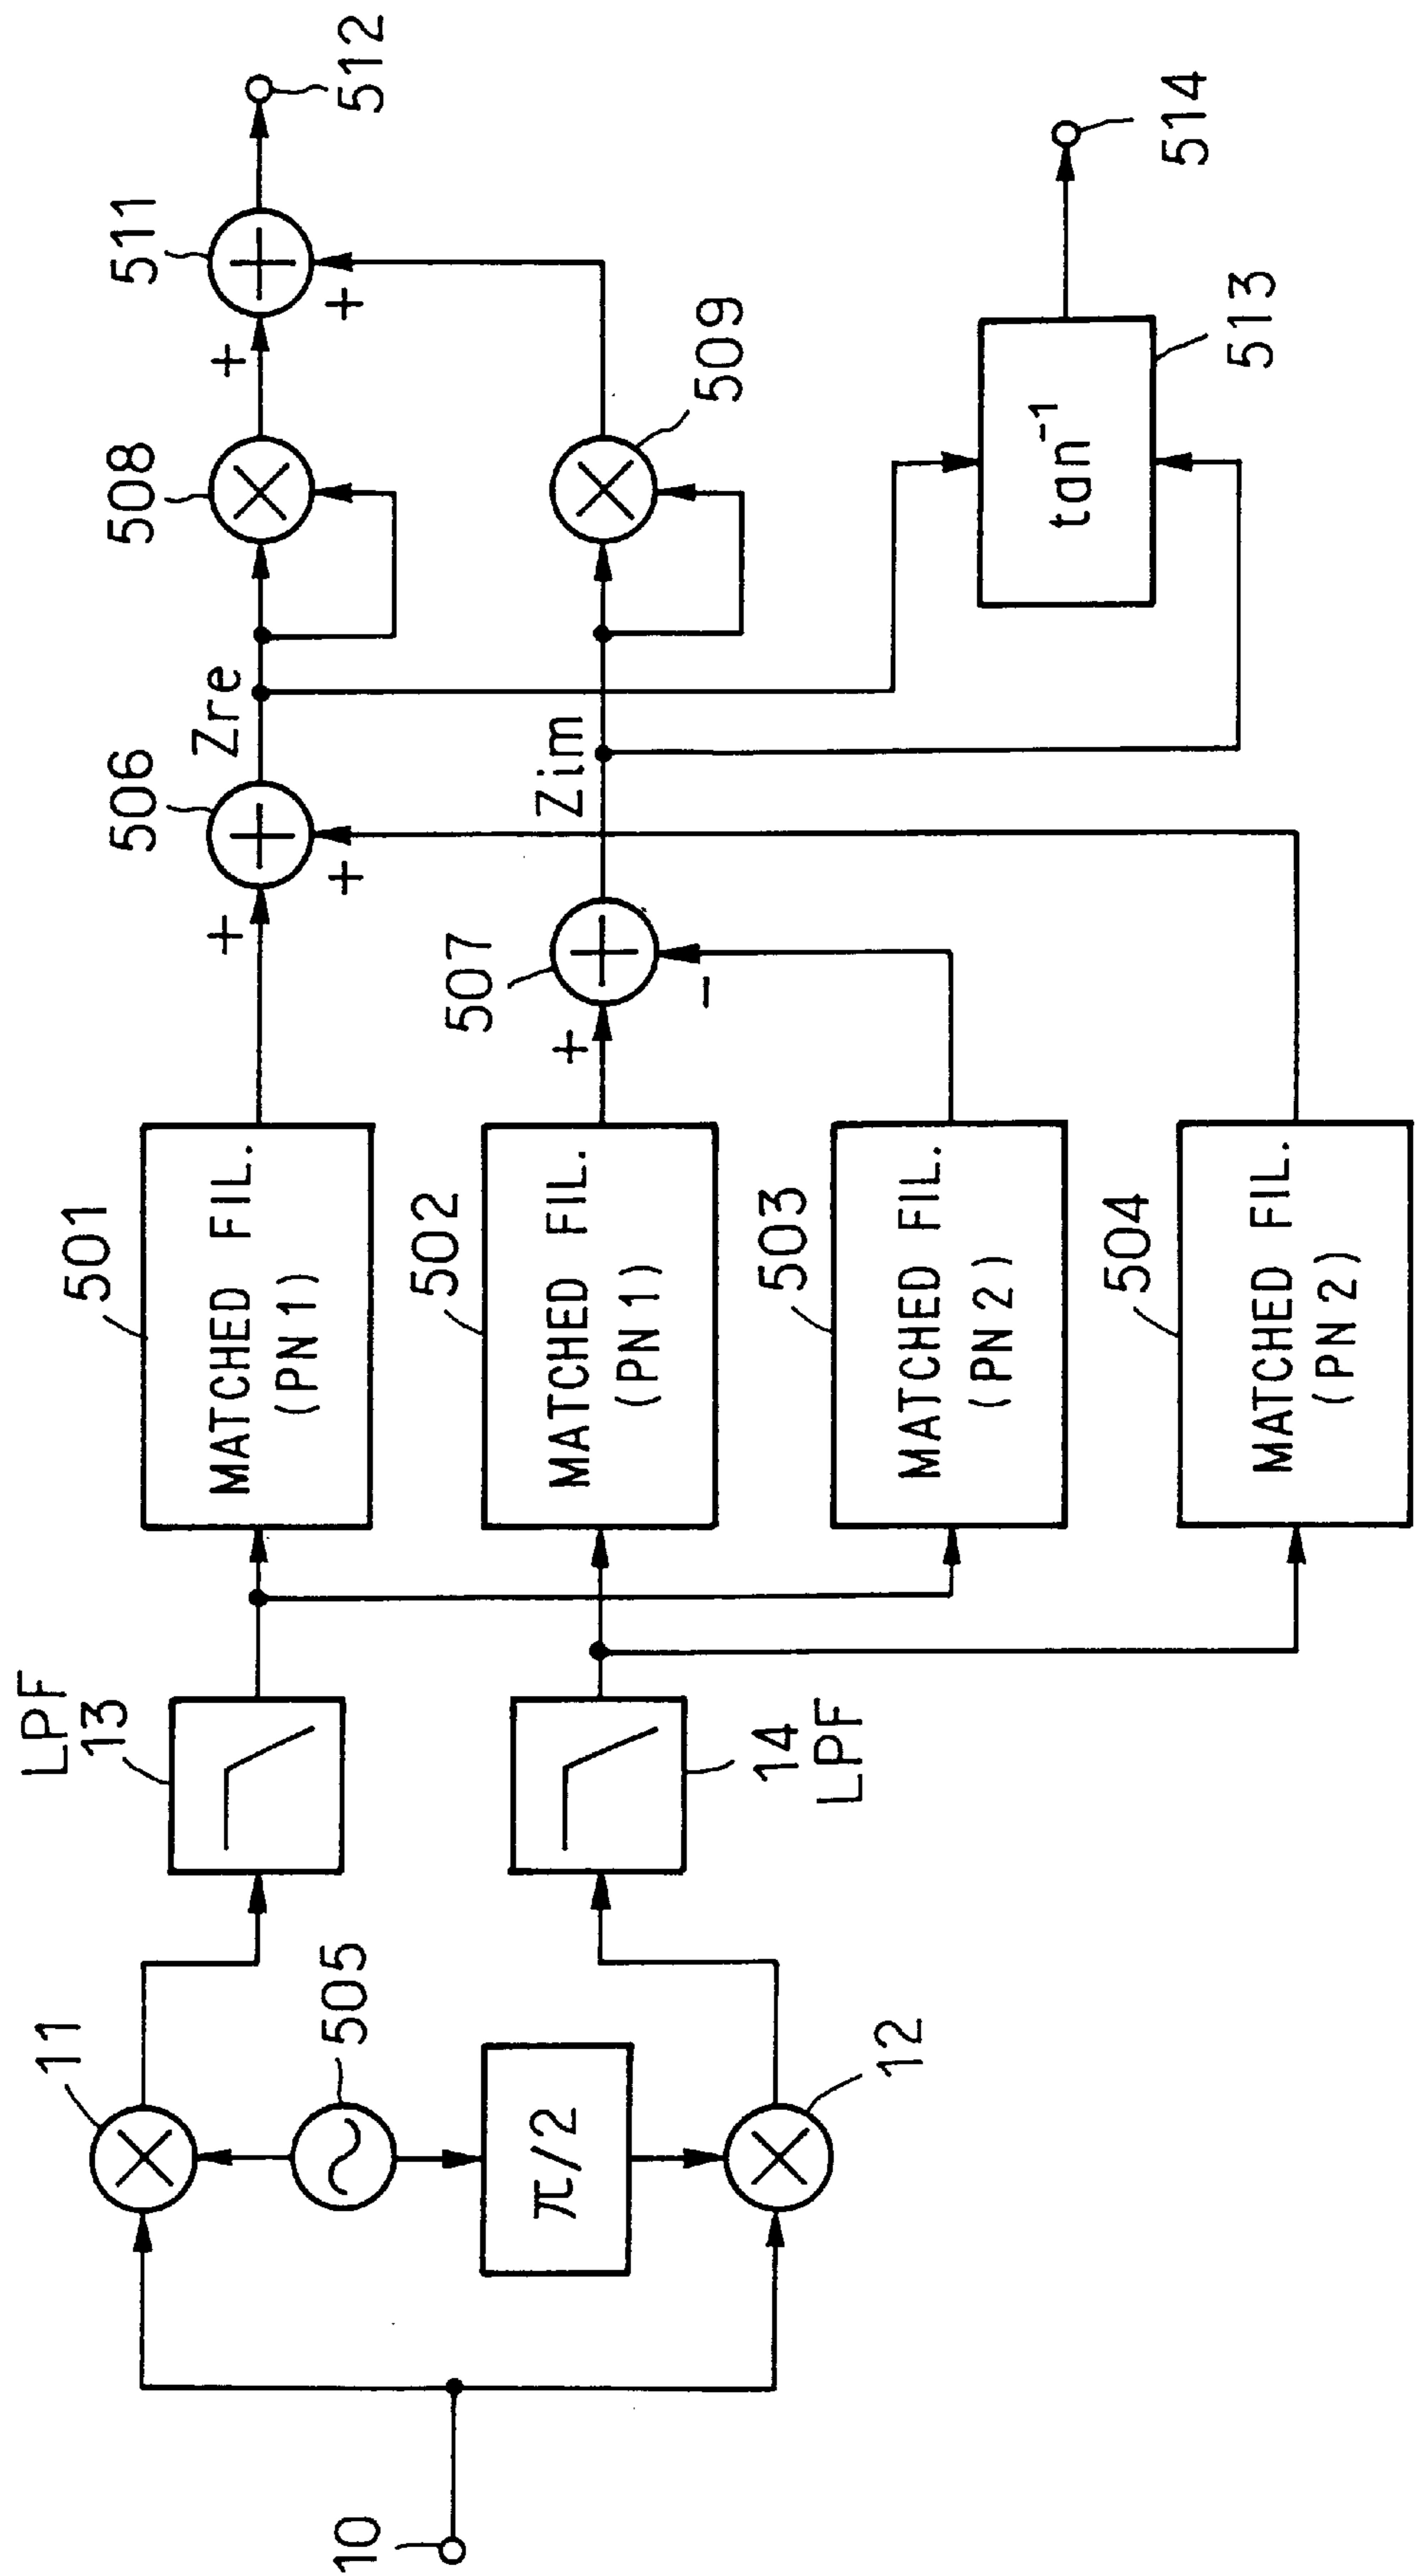 10
11
505
π/2
12
LPF
13
14
LPF
501
MATCHED FIL.
(PN1)
502
MATCHED FIL.
(PN1)
503
MATCHED FIL.
(PN2)
504
MATCHED FIL.
(PN2)
+
+
506
+
-
507
Zre
Zim
508
509
+
+
511
512
tan⁻¹
513
514